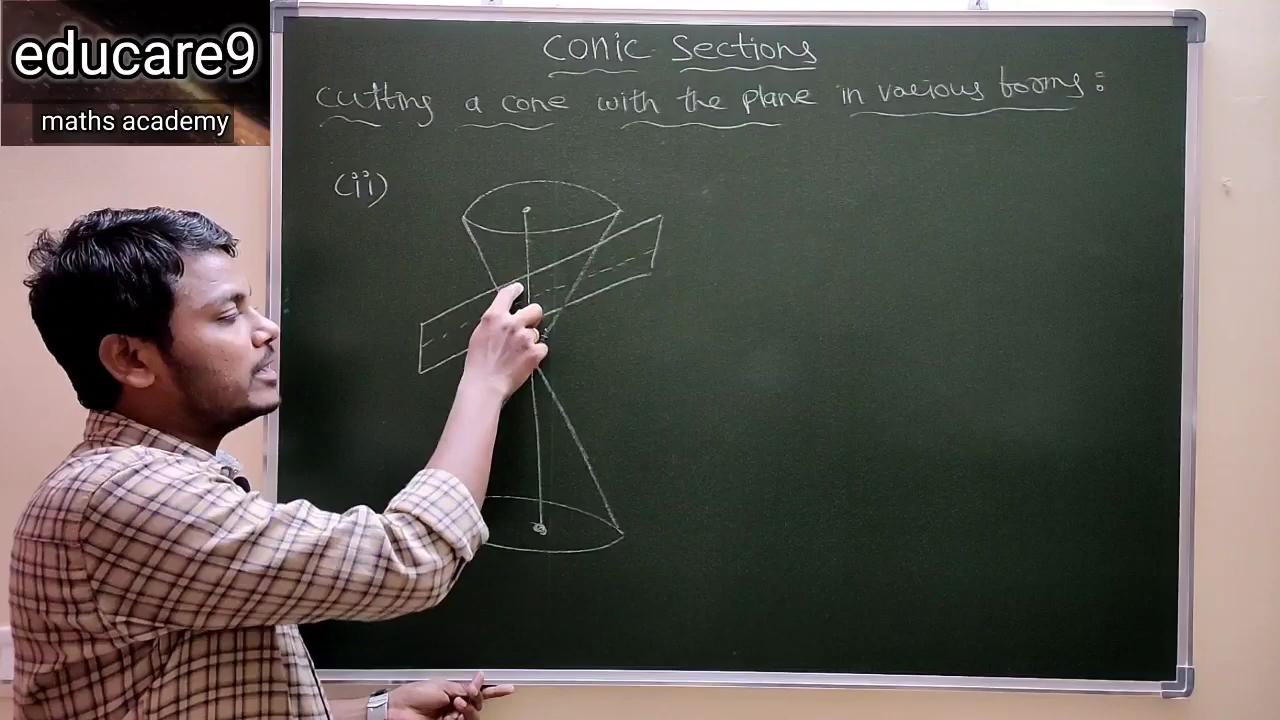 educare9
maths academy
Conic Sections
Cutting a cone with the plane in various forms:
(ii)